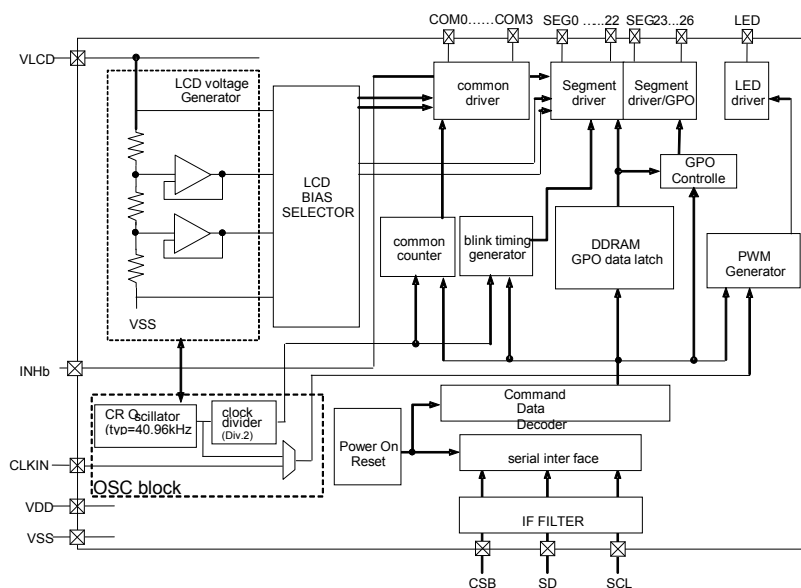 COM0……COM3 SEG0 …..22 SEG23…26 LED
VLCD
LCD voltage
Generator
common
driver
Segment
driver
Segment
driver/GPO
LED
driver
LCD
BIAS
SELECTOR
GPO
Controlle
common
counter
blink timing
generator
DDRAM
GPO data latch
PWM
Generator
VSS
INHb
CR O scillator
(typ=40.96kHz
clock
divider
(Div.2)
Command
Data
Decoder
Power On
Reset
serial inter face
CLKIN
OSC block
VDD
IF FILTER
VSS
CSB SD SCL